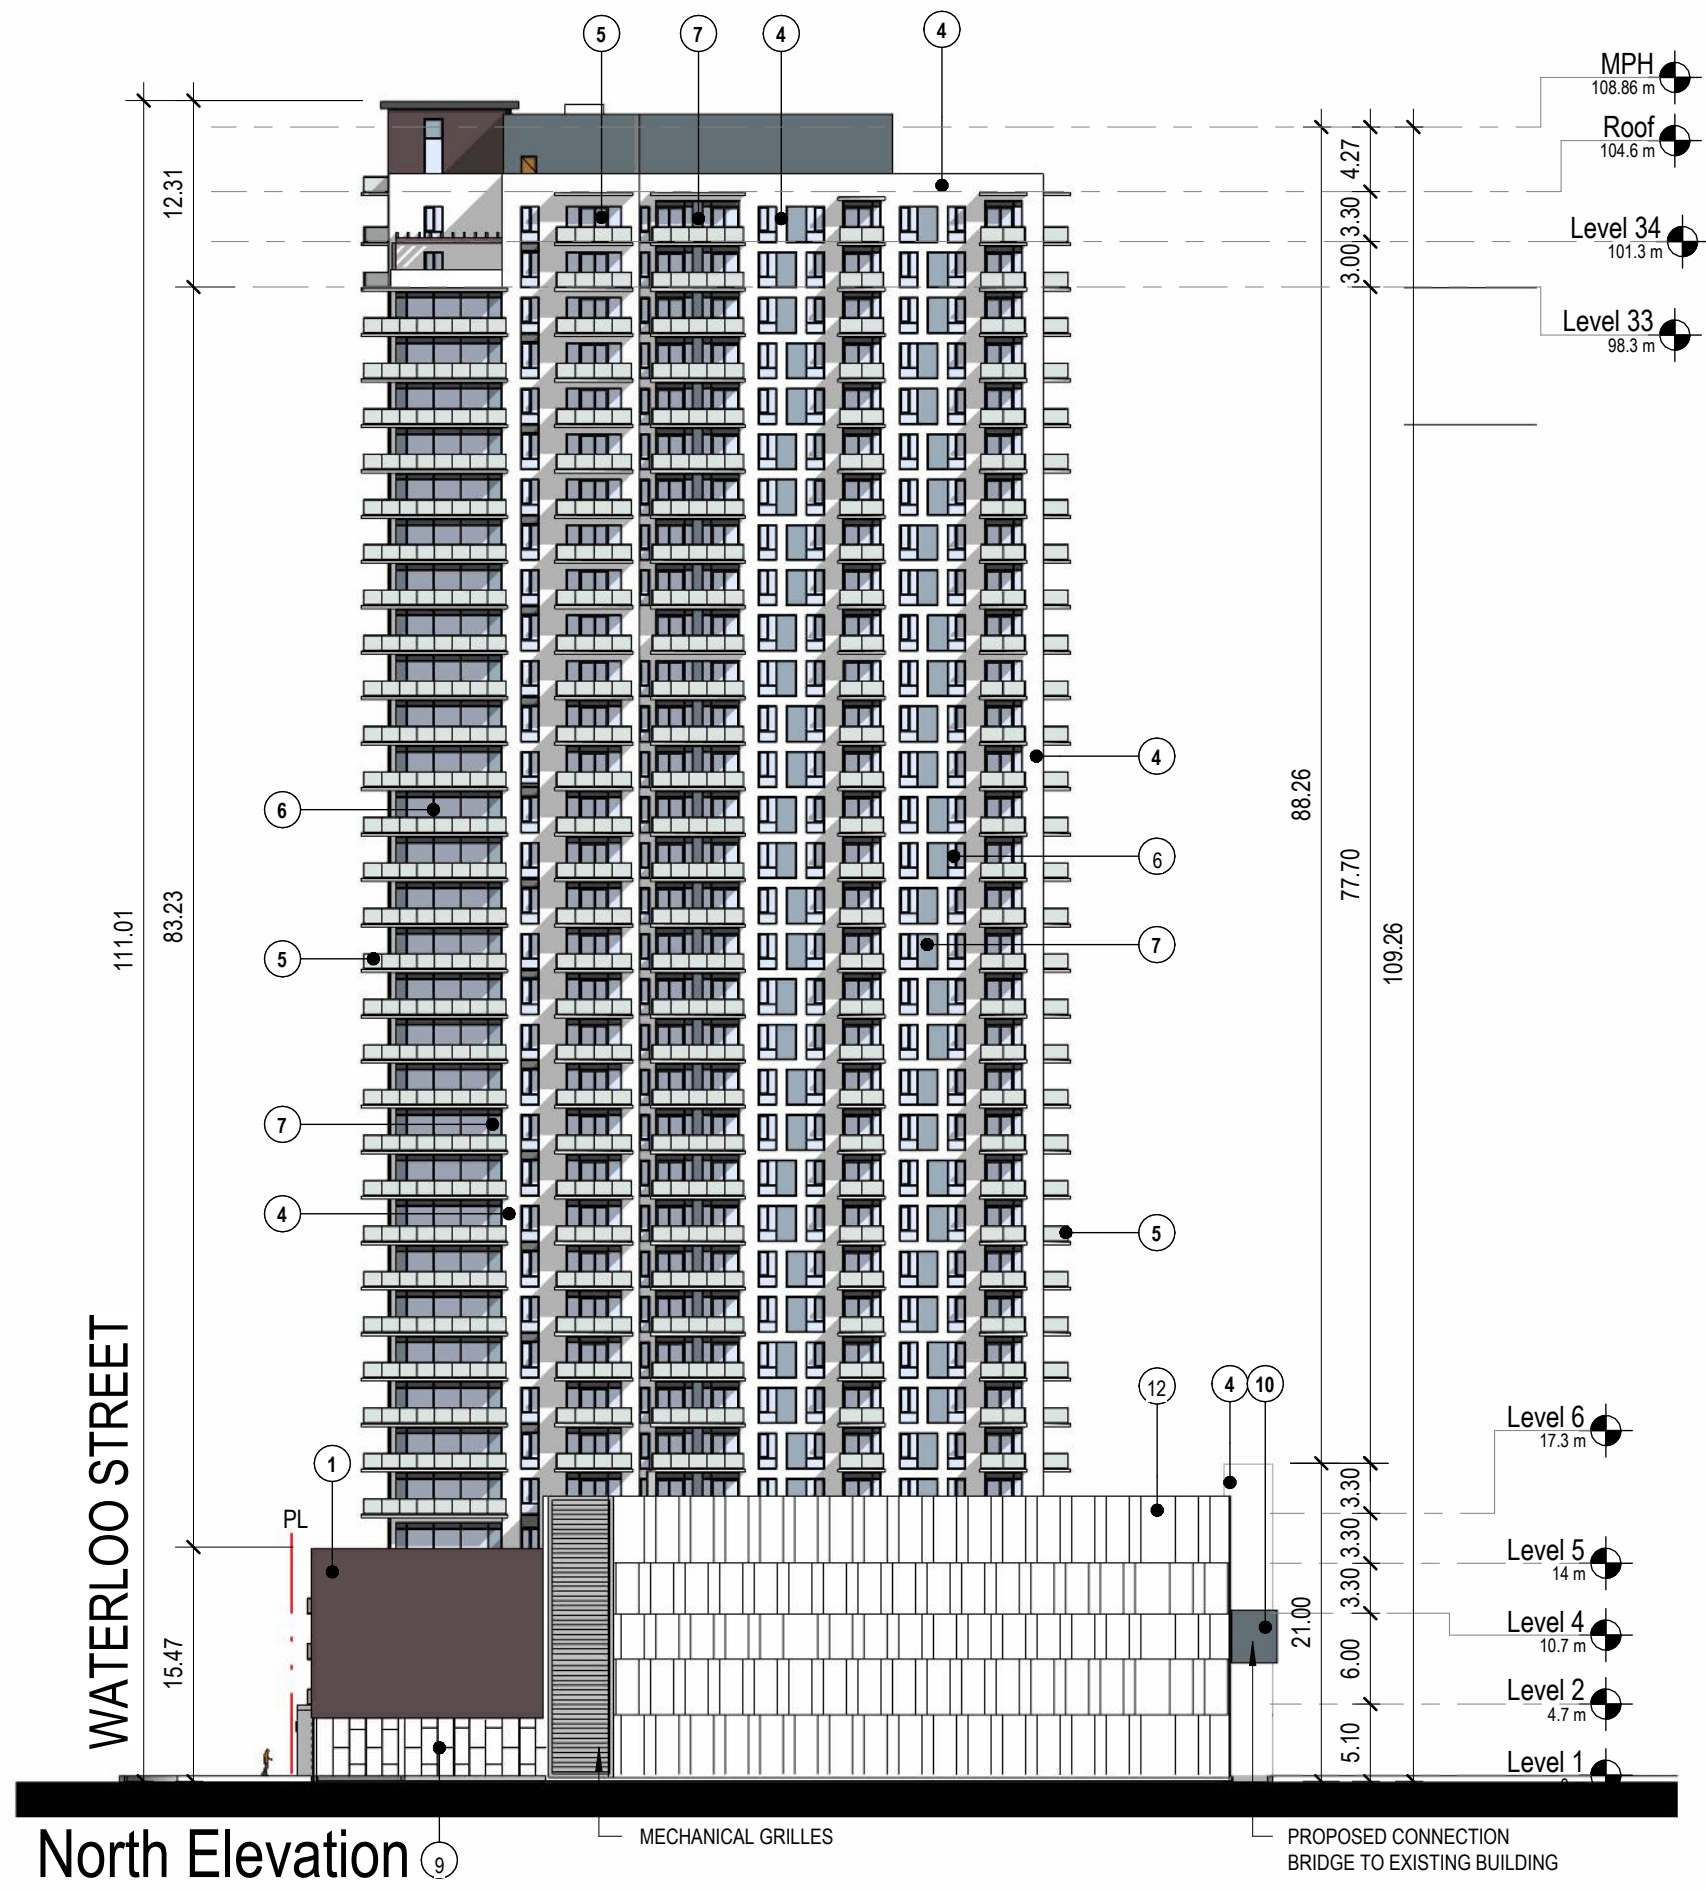 5
7
4
4
MPH
108.86 m
Roof
104.6 m
Level 34
101.3 m
Level 33
98.3 m
12.31
4.27
3.30
3.00
4
6
6
88.26
77.70
111.01
83.23
109.26
5
7
7
4
5
12
4
10
Level 6
17.3 m
1
PL
3.30
3.30
3.30
Level 5
14 m
WATERLOO STREET
21.00
Level 4
10.7 m
15.47
6.00
Level 2
4.7 m
5.10
Level 1
MECHANICAL GRILLES
PROPOSED CONNECTION
BRIDGE TO EXISTING BUILDING
North Elevation
9